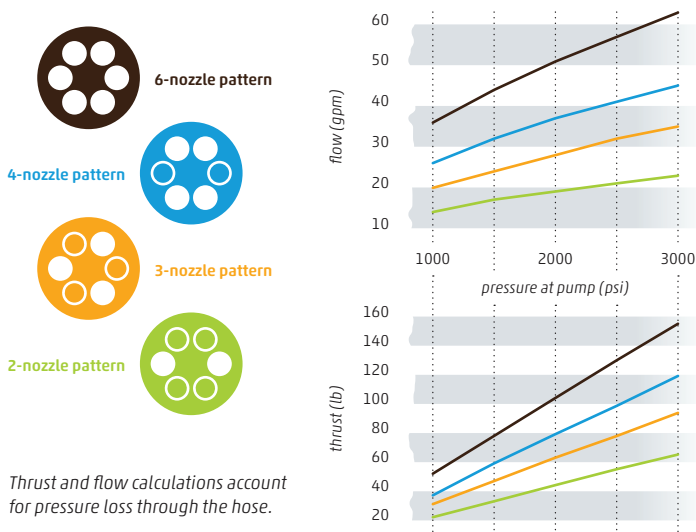 6-nozzle pattern
4-nozzle pattern
3-nozzle pattern
2-nozzle pattern
Thrust and flow calculations account
for pressure loss through the hose.
flow (gpm)
60
50
40
30
20
10
1000 2000 3000
pressure at pump (psi)
thrust (lb)
160
140
120
100
80
60
40
20